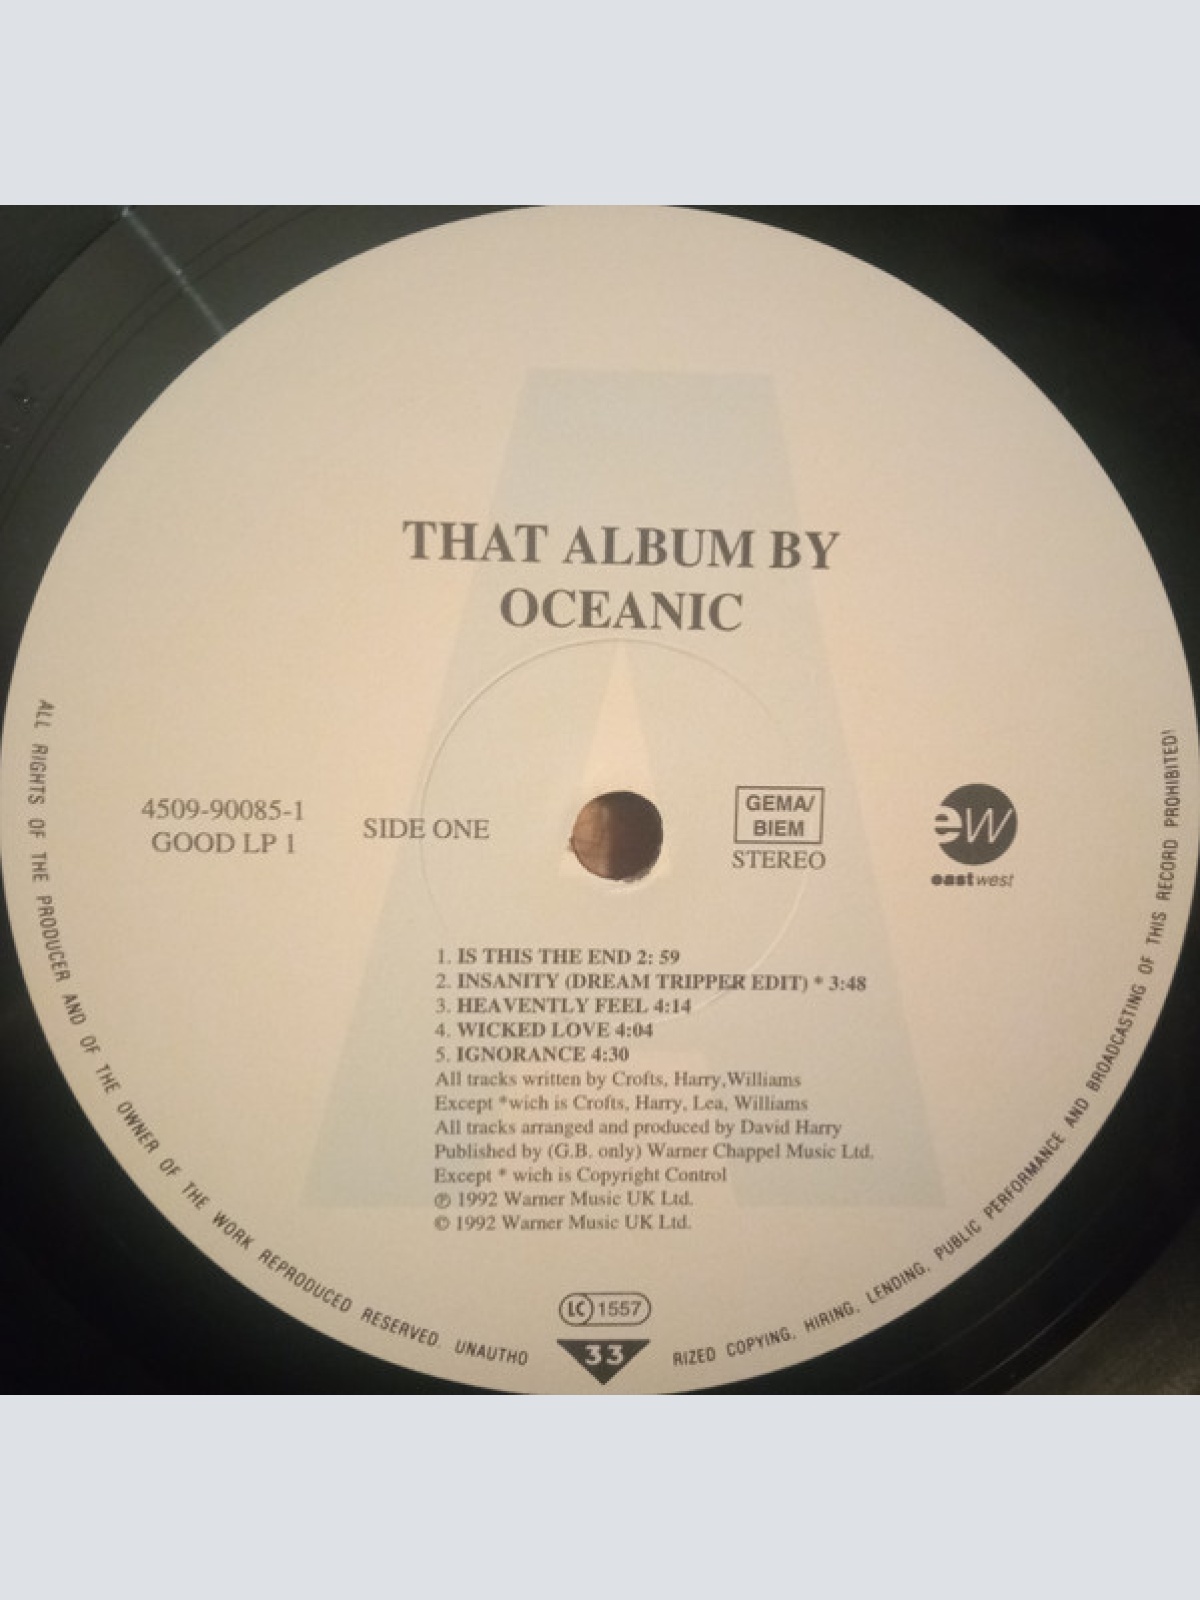 THAT ALBUM BY
OCEANIC
4509-90085-1
GOOD LP 1
SIDE ONE
GEMA/
BIEM
STEREO
ew
eastwest
1. IS THIS THE END 2: 59
2. INSANITY (DREAM TRIPPER EDIT) * 3:48
3. HEAVENTLY FEEL 4:14
4. WICKED LOVE 4:04
5. IGNORANCE 4:30
All tracks written by Crofts, Harry,Williams
Except *wich is Crofts, Harry, Lea, Williams
All tracks arranged and produced by David Harry
Published by (G.B. only) Warner Chappel Music Ltd.
Except * wich is Copyright Control
℗ 1992 Warner Music UK Ltd.
© 1992 Warner Music UK Ltd.
LC 1557
33
ALL RIGHTS OF THE PRODUCER AND OF THE OWNER OF THE WORK REPRODUCED RESERVED. UNAUTHO
RIZED COPYING, HIRING, LENDING, PUBLIC PERFORMANCE AND BROADCASTING OF THIS RECORD PROHIBITED!